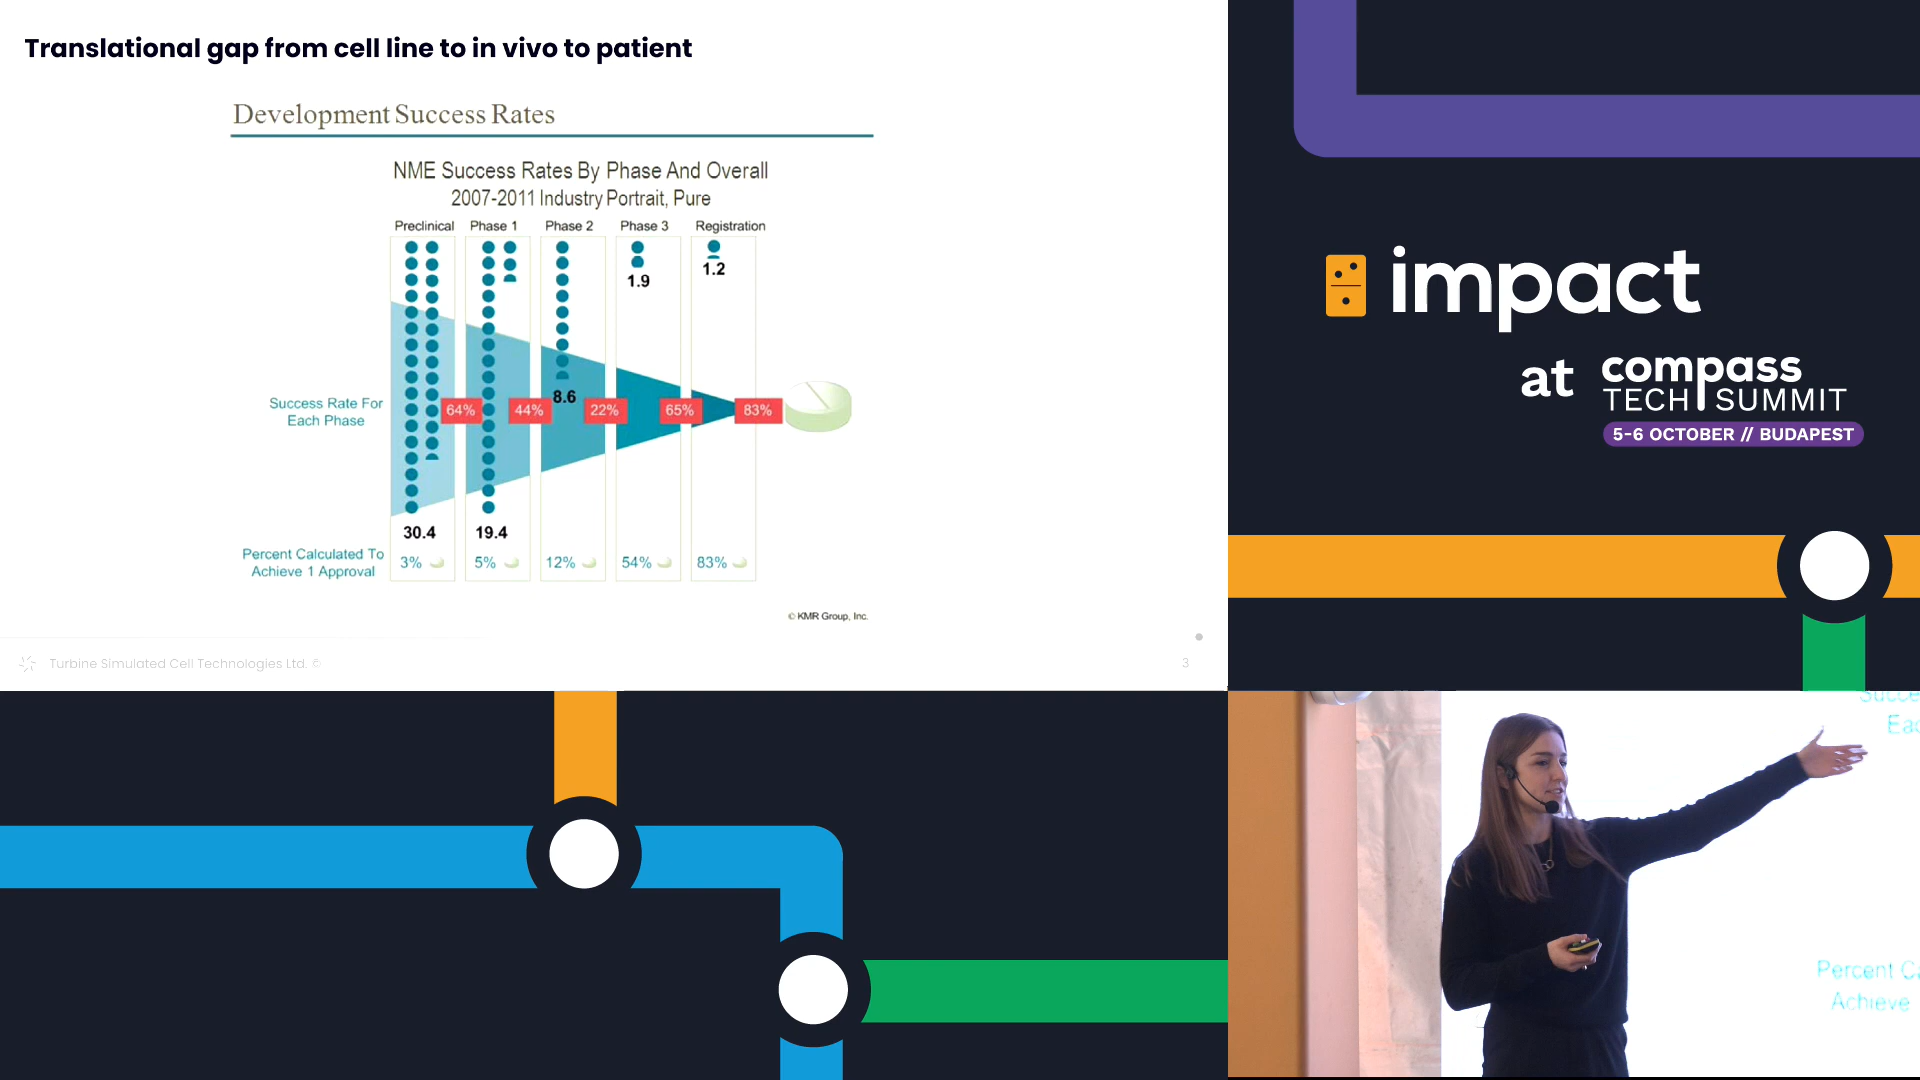 Translational gap from cell line to in vivo to patient
Development Success Rates
NME Success Rates By Phase And Overall
2007-2011 Industry Portrait, Pure
Preclinical Phase 1 Phase 2 Phase 3 Registration
1.9 1.2
8.6
Success Rate For
Each Phase
64% 44% 22% 65% 83%
30.4 19.4
Percent Calculated To
Achieve 1 Approval
3% 5% 12% 54% 83%
© KMR Group, Inc.
Turbine Simulated Cell Technologies Ltd. ©
3
impact
at compass
TECH SUMMIT
5-6 OCTOBER // BUDAPEST
Percent
Achieve